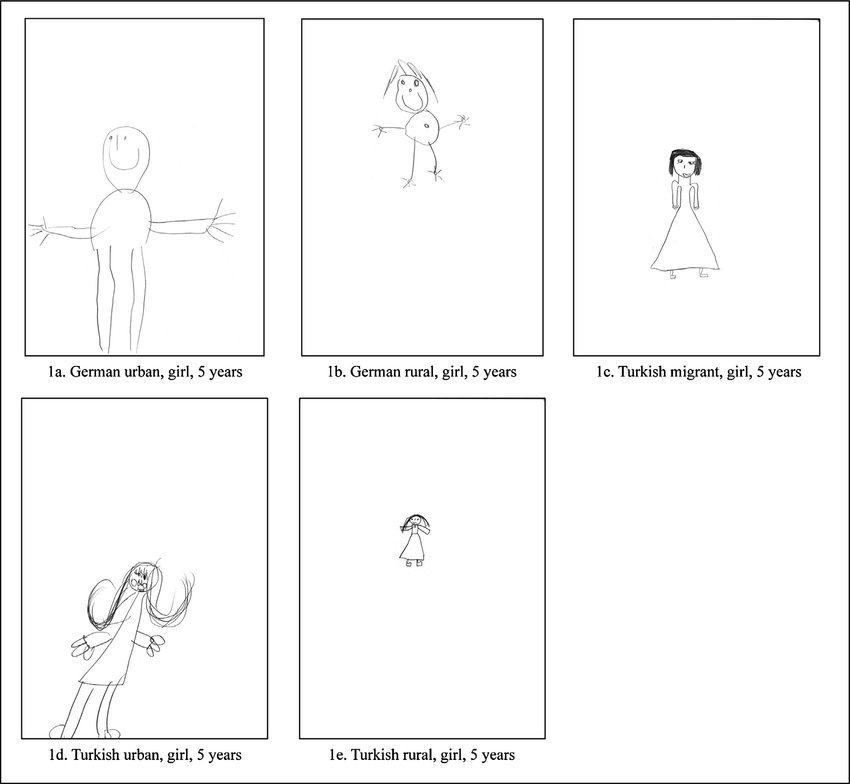 1a. German urban, girl, 5 years
1b. German rural, girl, 5 years
1c. Turkish migrant, girl, 5 years
1d. Turkish urban, girl, 5 years
1e. Turkish rural, girl, 5 years